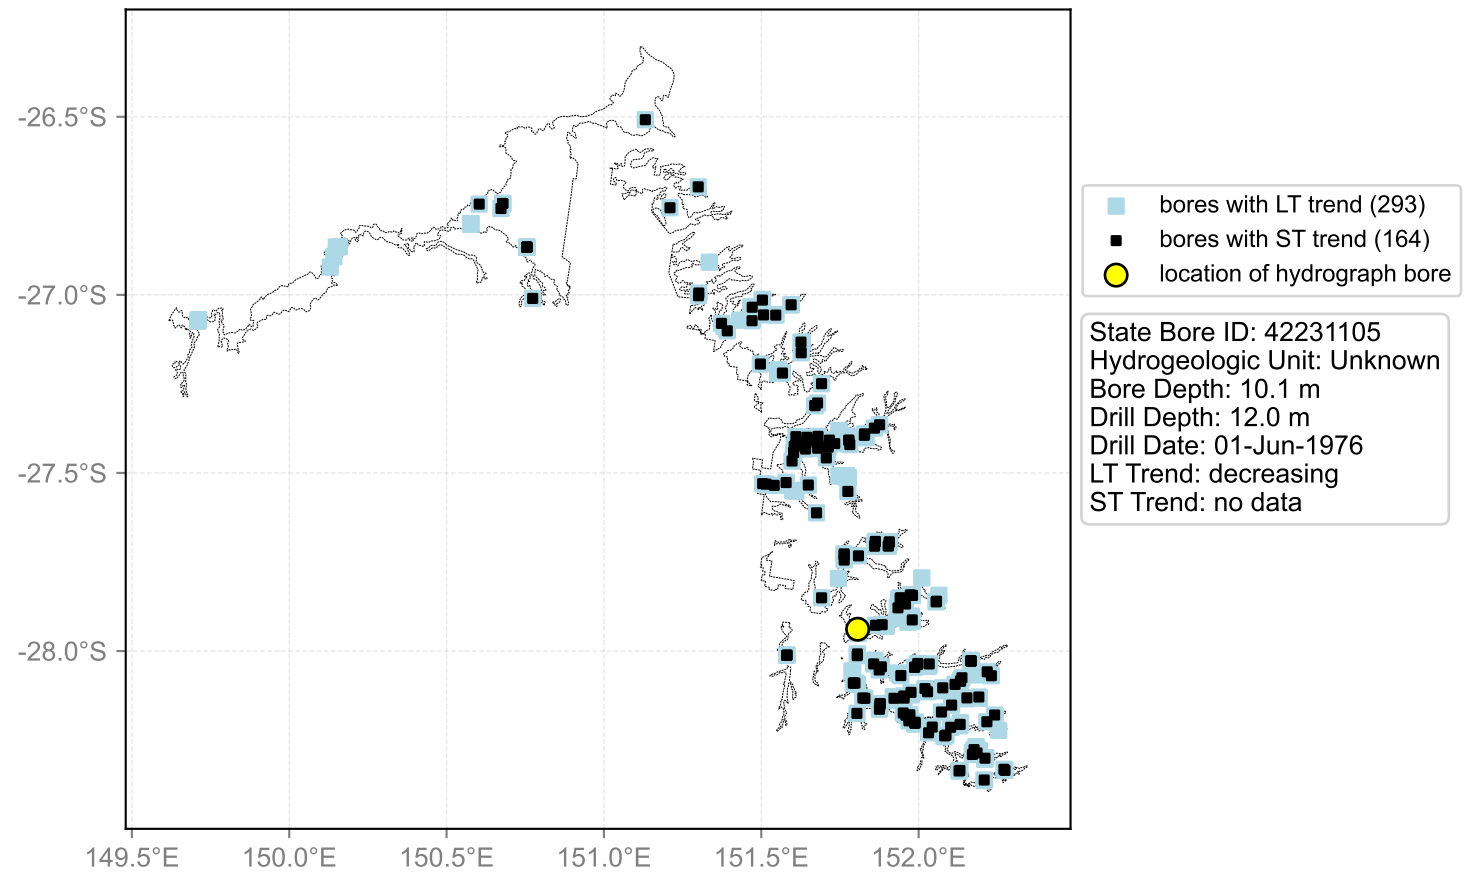 -26.5°S
-27.0°S
-27.5°S
-28.0°S
149.5°E
150.0°E
150.5°E
151.0°E
151.5°E
152.0°E
bores with LT trend (293)
bores with ST trend (164)
location of hydrograph bore
State Bore ID: 42231105
Hydrogeologic Unit: Unknown
Bore Depth: 10.1 m
Drill Depth: 12.0 m
Drill Date: 01-Jun-1976
LT Trend: decreasing
ST Trend: no data